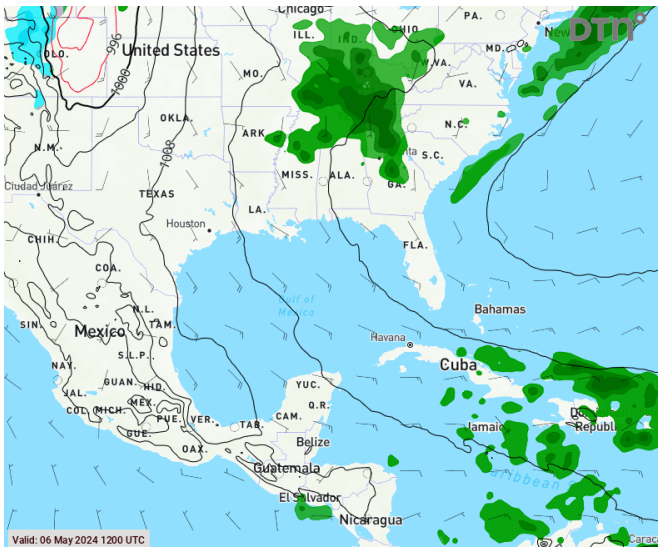 Chicago
PA.
ILL.
IND.
OHIO
New
DTN
996
United States
MD.
W.VA.
1000
MO.
VA.
OKLA.
N.C.
ARK
N.M.
1008
S.C.
Ciudad Juárez
MISS.
ALA.
GA.
TEXAS
LA.
Houston
CHIH.
FLA.
COA.
Gulf of
Mexico
N.L.
Bahamas
SIN.
Mexico
TAM.
Havana
S.L.P.
Cuba
NAY.
GUAN.
HID.
YUC.
JAL.
MEX.
Q.R.
COL.
MICH.
PUE.
VER.
CAM.
TAB.
GUE.
Belize
OAX.
Guatemala
El Salvador
Nicaragua
Valid: 06 May 2024 1200 UTC